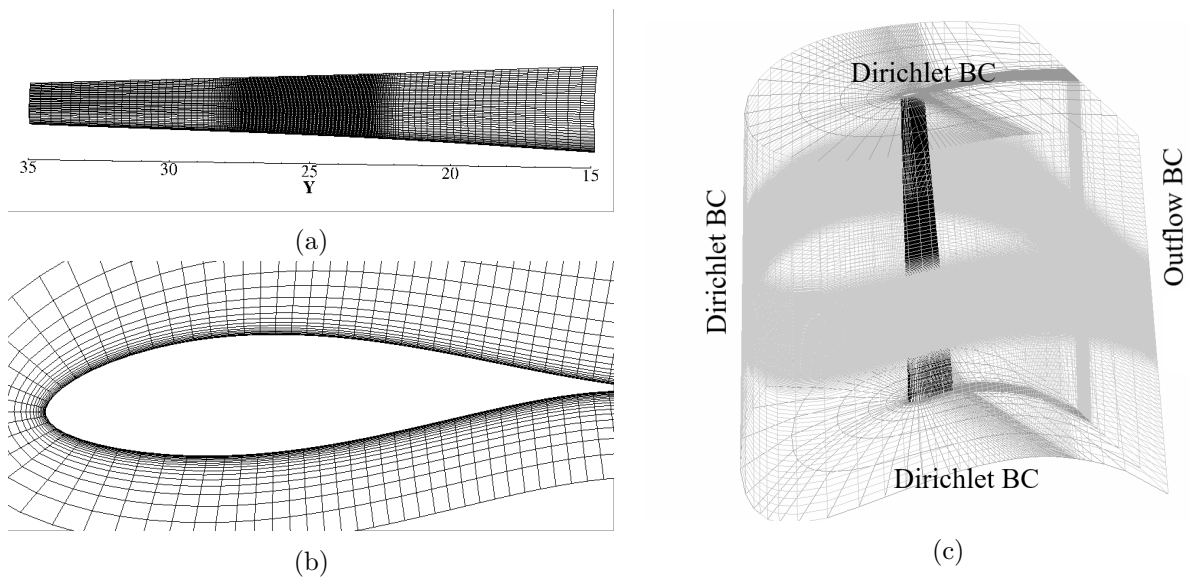 35 30 25 20 15
Y
(a)
(b)
Dirichlet BC
Dirichlet BC
Outflow BC
Dirichlet BC
(c)